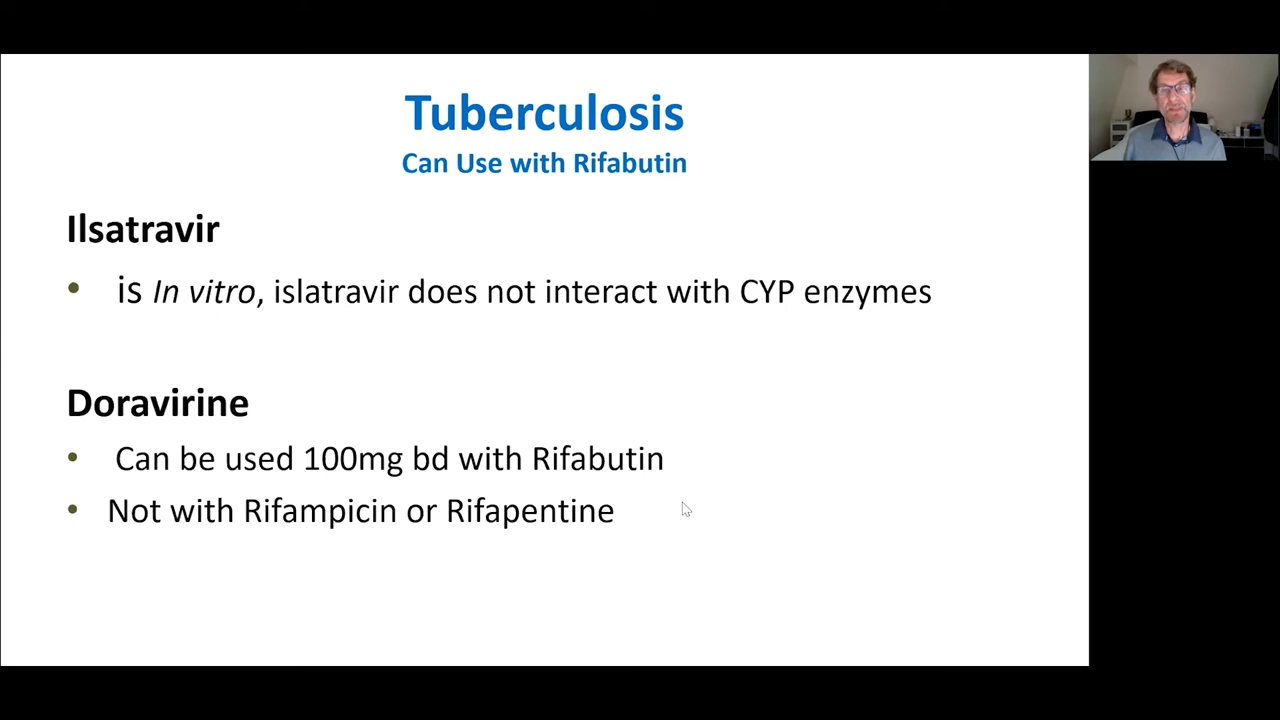 Tuberculosis
Can Use with Rifabutin
Ilsatravir
• is In vitro, islatravir does not interact with CYP enzymes
Doravirine
• Can be used 100mg bd with Rifabutin
• Not with Rifampicin or Rifapentine